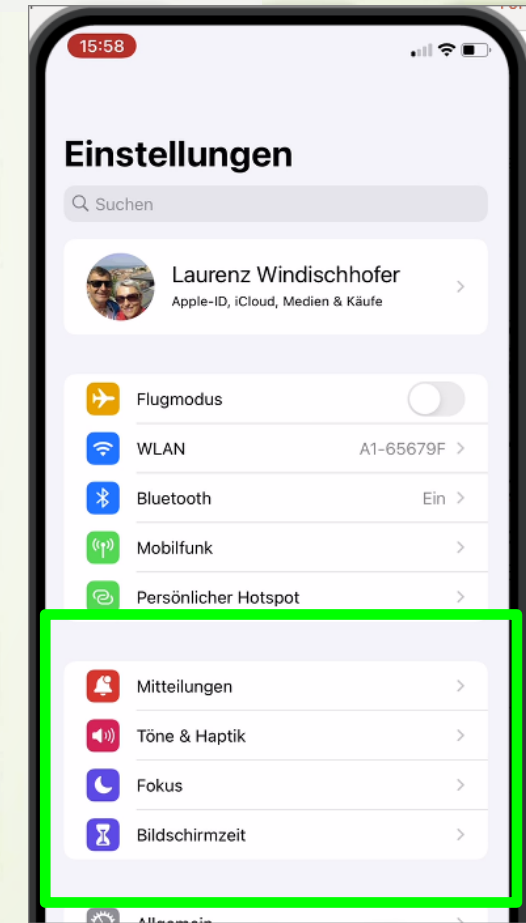 15:58
Einstellungen
Suchen
Laurenz Windischhofer
Apple-ID, iCloud, Medien & Käufe
Flugmodus
WLAN A1-65679F
Bluetooth Ein
Mobilfunk
Persönlicher Hotspot
Mitteilungen
Töne & Haptik
Fokus
Bildschirmzeit
Allgemein